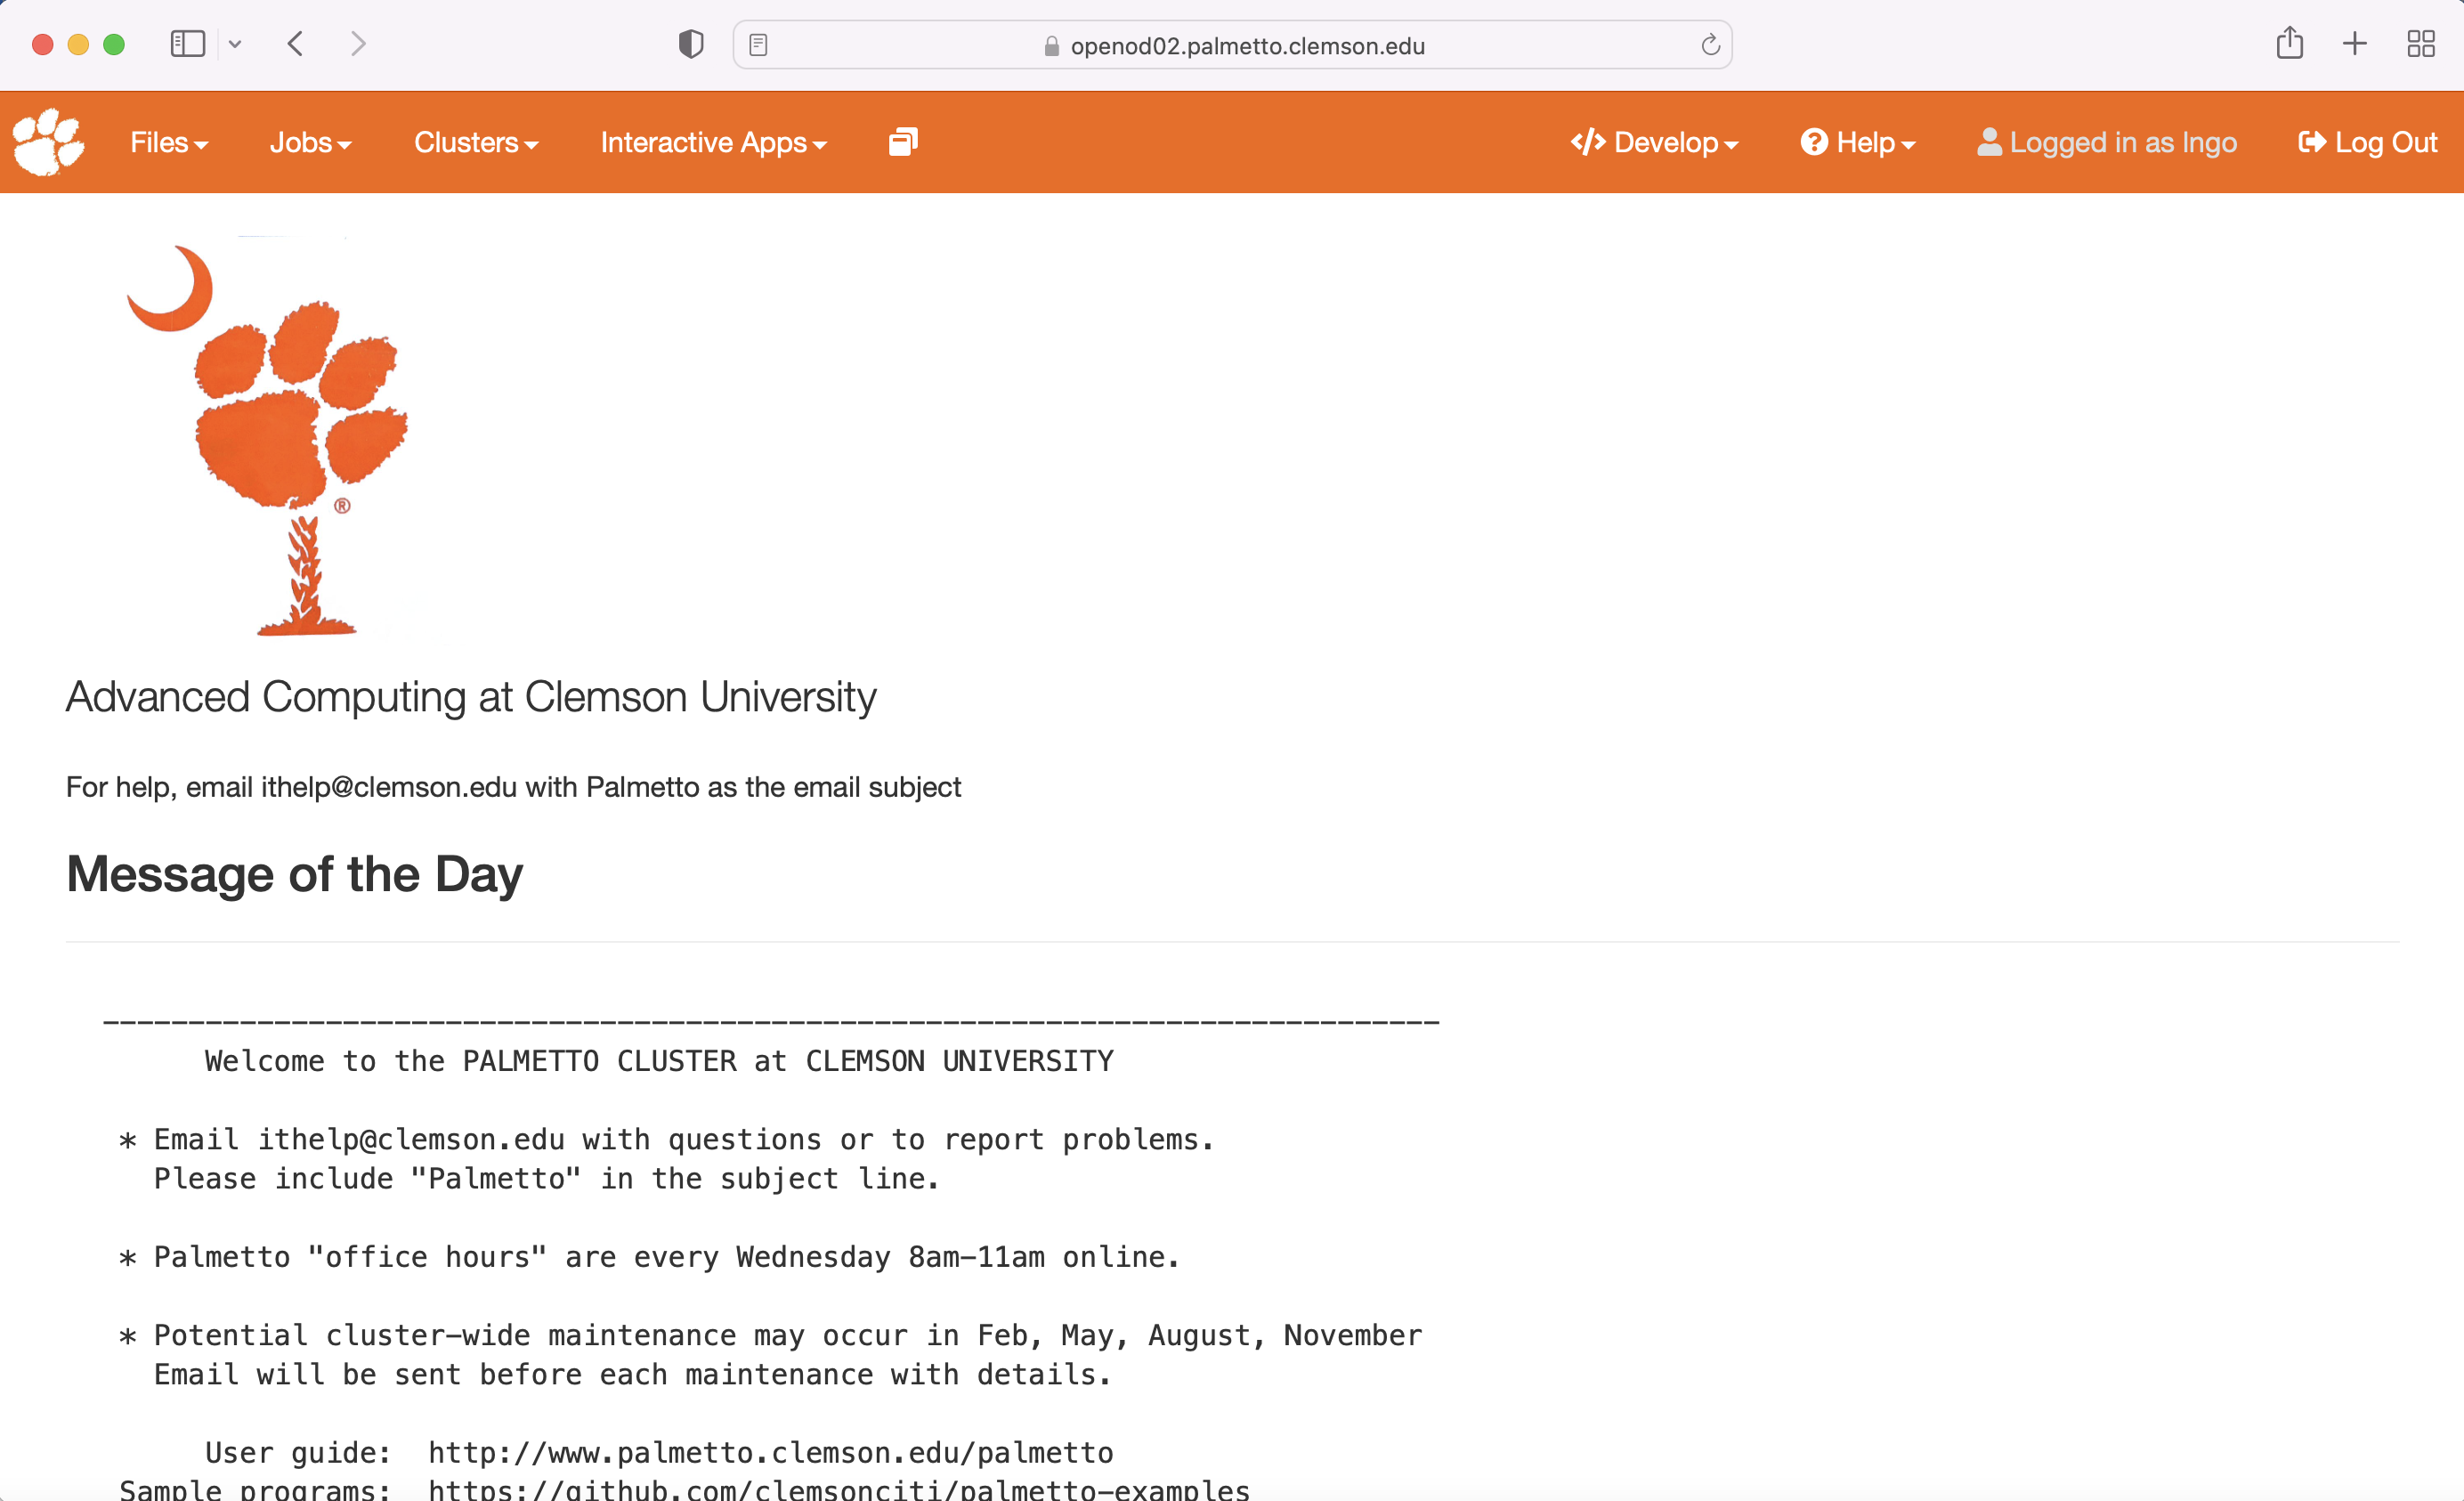 openod02.palmetto.clemson.edu
Files Jobs Clusters Interactive Apps </> Develop ? Help Logged in as lngo Log Out
®
Advanced Computing at Clemson University
For help, email ithelp@clemson.edu with Palmetto as the email subject
Message of the Day
------------------------------------------------------------------------------
Welcome to the PALMETTO CLUSTER at CLEMSON UNIVERSITY
* Email ithelp@clemson.edu with questions or to report problems.
Please include "Palmetto" in the subject line.
* Palmetto "office hours" are every Wednesday 8am-11am online.
* Potential cluster-wide maintenance may occur in Feb, May, August, November
Email will be sent before each maintenance with details.
User guide: http://www.palmetto.clemson.edu/palmetto
Sample programs: https://github.com/clemsonciti/palmetto-examples